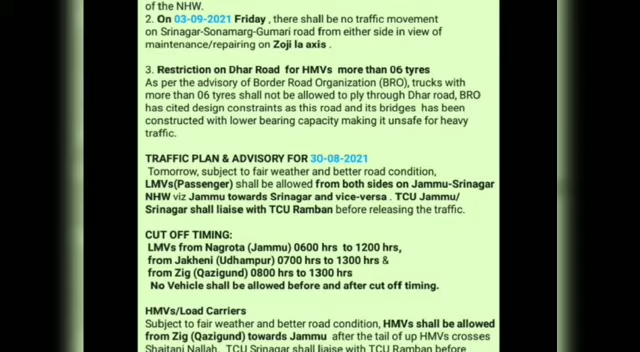 of the NHW.
2. On 03-09-2021 Friday , there shall be no traffic movement
on Srinagar-Sonamarg-Gumari road from either side in view of
maintenance/repairing on Zoji la axis .
3. Restriction on Dhar Road for HMVs more than 06 tyres
As per the advisory of Border Road Organization (BRO), trucks with
more than 06 tyres shall not be allowed to ply through Dhar road, BRO
has cited design constraints as this road and its bridges has been
constructed with lower bearing capacity making it unsafe for heavy
traffic.
TRAFFIC PLAN & ADVISORY FOR 30-08-2021
Tomorrow, subject to fair weather and better road condition,
LMVs(Passenger) shall be allowed from both sides on Jammu-Srinagar
NHW viz Jammu towards Srinagar and vice-versa . TCU Jammu/
Srinagar shall liaise with TCU Ramban before releasing the traffic.
CUT OFF TIMING:
LMVs from Nagrota (Jammu) 0600 hrs to 1200 hrs,
from Jakheni (Udhampur) 0700 hrs to 1300 hrs &
from Zig (Qazigund) 0800 hrs to 1300 hrs
No Vehicle shall be allowed before and after cut off timing.
HMVs/Load Carriers
Subject to fair weather and better road condition, HMVs shall be allowed
from Zig (Qazigund) towards Jammu after the tail of up HMVs crosses
Shaitani Nallah. TCU Srinagar shall liaise with TCU Ramban before